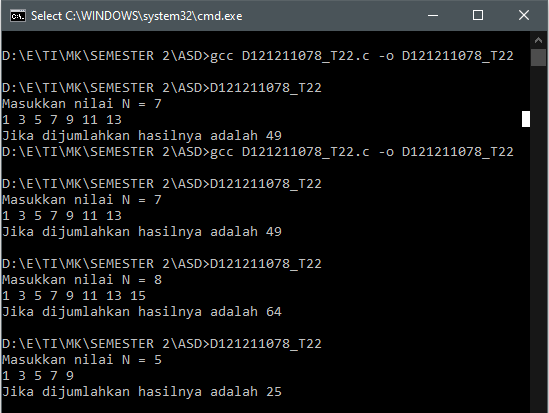 Select C:\WINDOWS\system32\cmd.exe
D:\E\TI\MK\SEMESTER 2\ASD>gcc D121211078_T22.c -o D121211078_T22
D:\E\TI\MK\SEMESTER 2\ASD>D121211078_T22
Masukkan nilai N = 7
1 3 5 7 9 11 13
Jika dijumlahkan hasilnya adalah 49
D:\E\TI\MK\SEMESTER 2\ASD>gcc D121211078_T22.c -o D121211078_T22
D:\E\TI\MK\SEMESTER 2\ASD>D121211078_T22
Masukkan nilai N = 7
1 3 5 7 9 11 13
Jika dijumlahkan hasilnya adalah 49
D:\E\TI\MK\SEMESTER 2\ASD>D121211078_T22
Masukkan nilai N = 8
1 3 5 7 9 11 13 15
Jika dijumlahkan hasilnya adalah 64
D:\E\TI\MK\SEMESTER 2\ASD>D121211078_T22
Masukkan nilai N = 5
1 3 5 7 9
Jika dijumlahkan hasilnya adalah 25